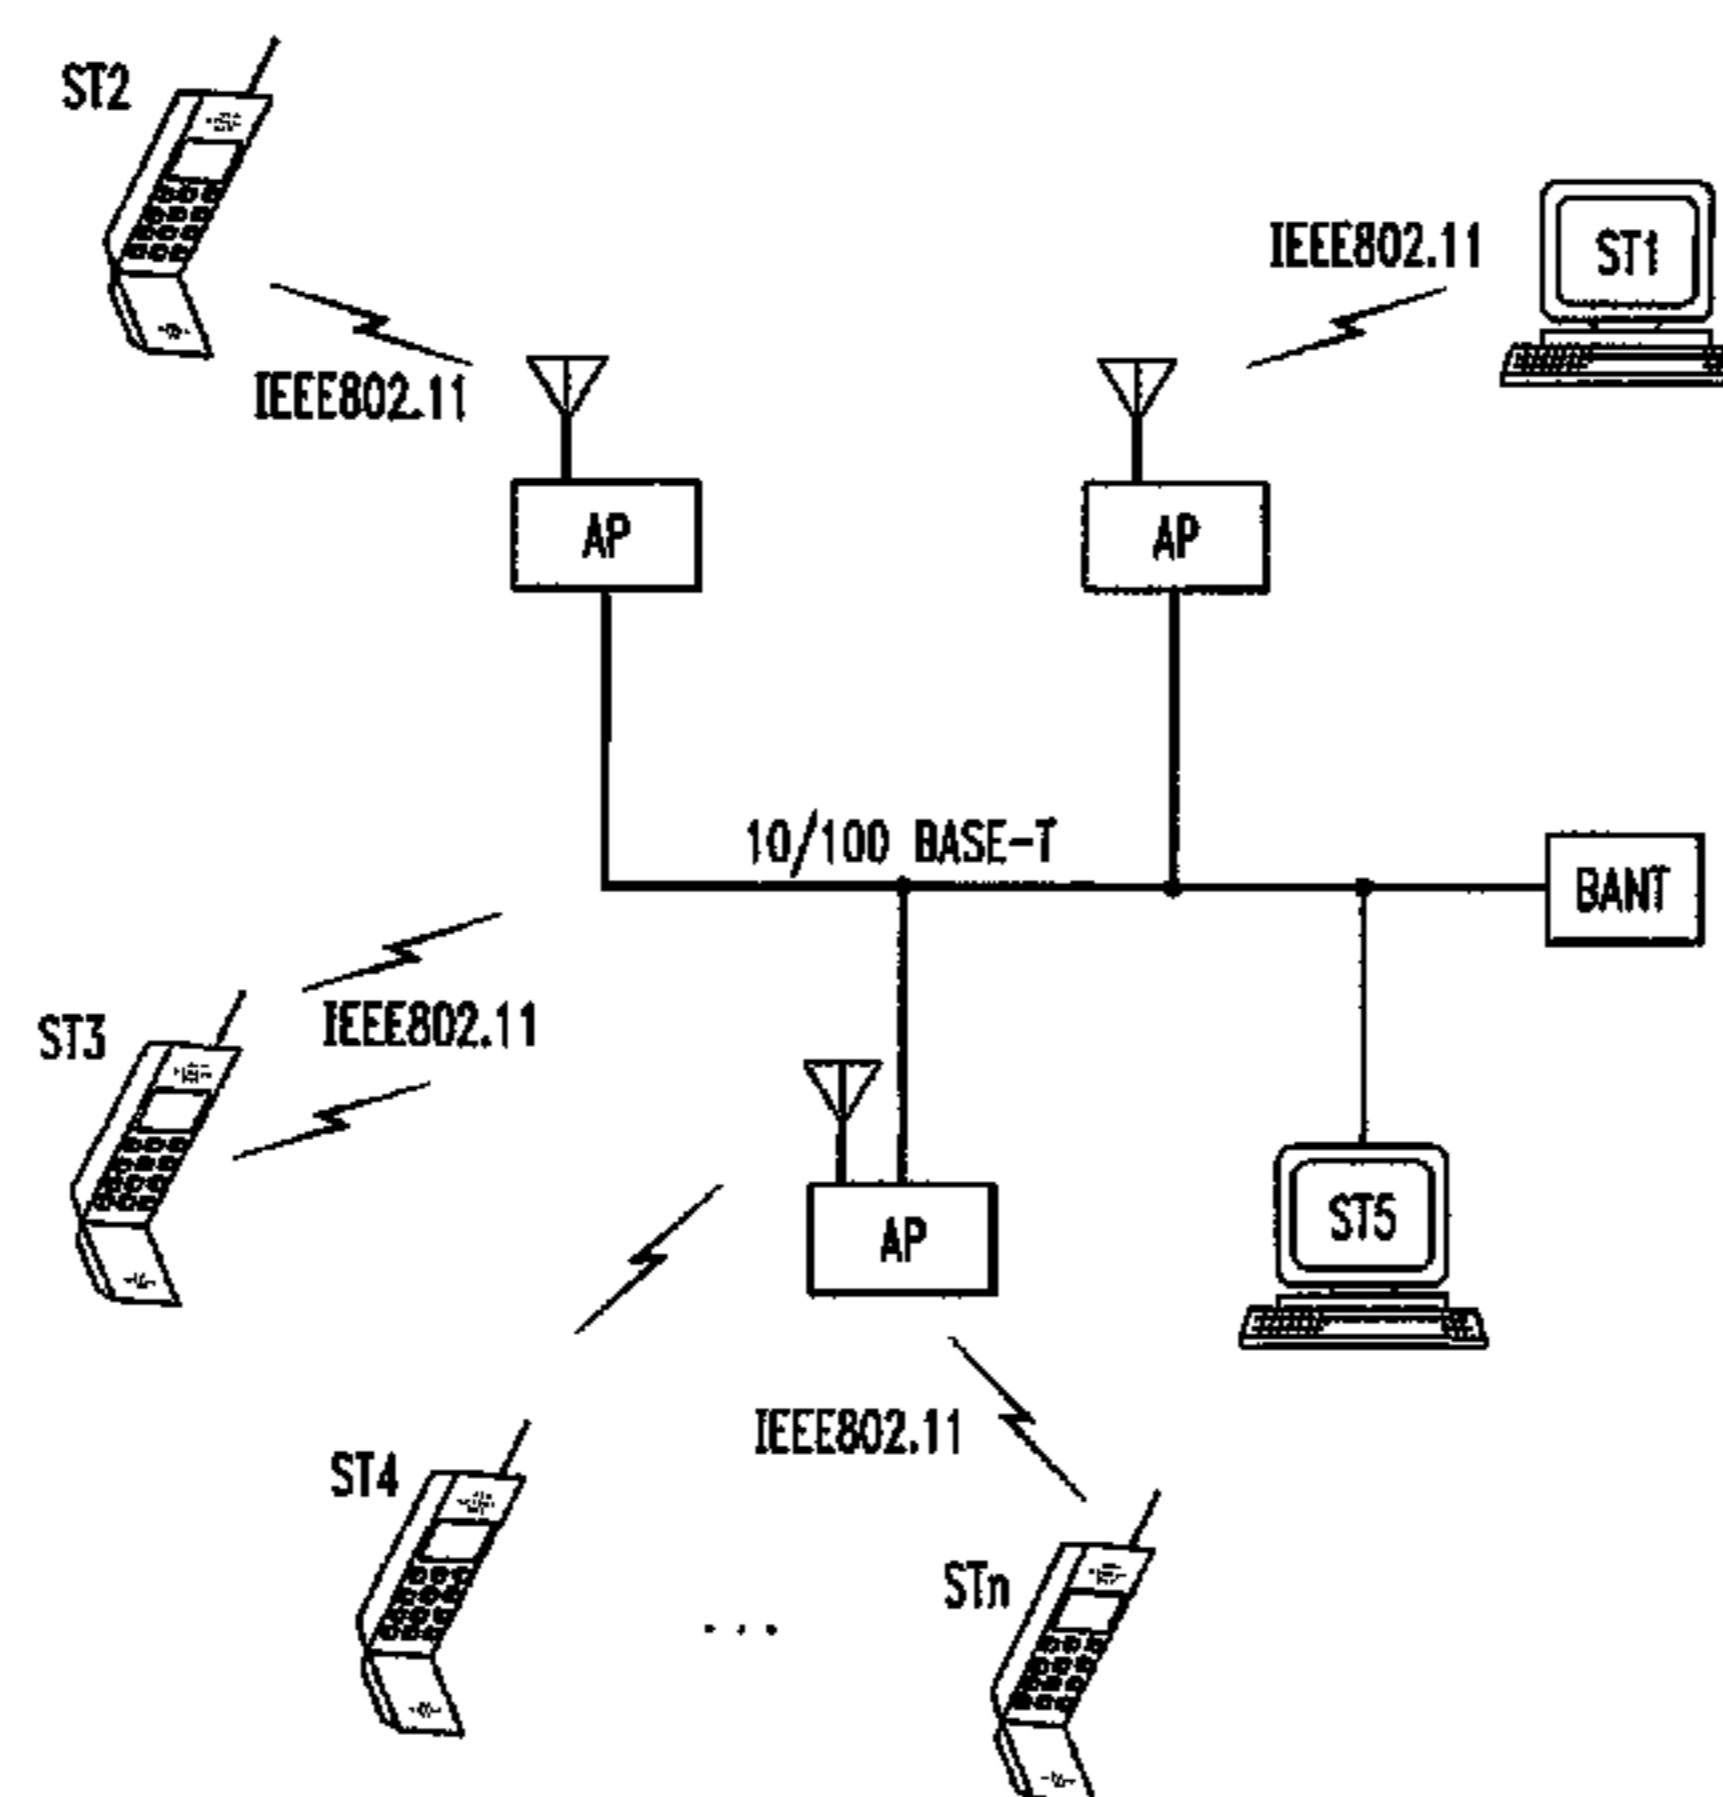 ST2
IEEE802.11
ST1
IEEE802.11
AP
AP
10/100 BASE-T
BANT
ST3
IEEE802.11
AP
ST5
IEEE802.11
ST4
STn
...